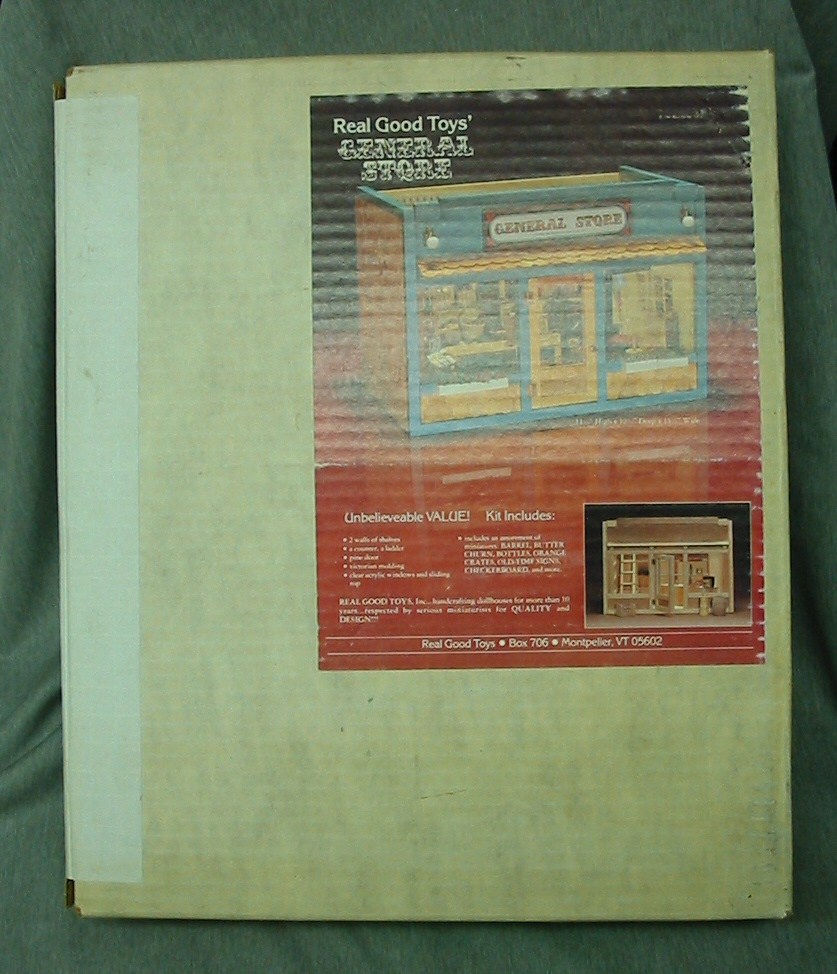 Real Good Toys'
GENERAL
STORE
GENERAL STORE
High x Deep x Wide
Unbelieveable VALUE! Kit Includes:
• 2 walls of shelves
• a counter, a ladder
• pine door
• victorian molding
• clear acrylic windows and sliding
top
• includes an assortment of
miniatures: BARREL, BUTTER
CHURN, BOTTLES, ORANGE
CRATES, OLD-TIME SIGNS,
CHECKERBOARD, and more.
REAL GOOD TOYS, Inc...handcrafting dollhouses for more than 10
years...respected by serious miniaturists for QUALITY and
DESIGN!!!
Real Good Toys • Box 706 • Montpelier, VT 05602